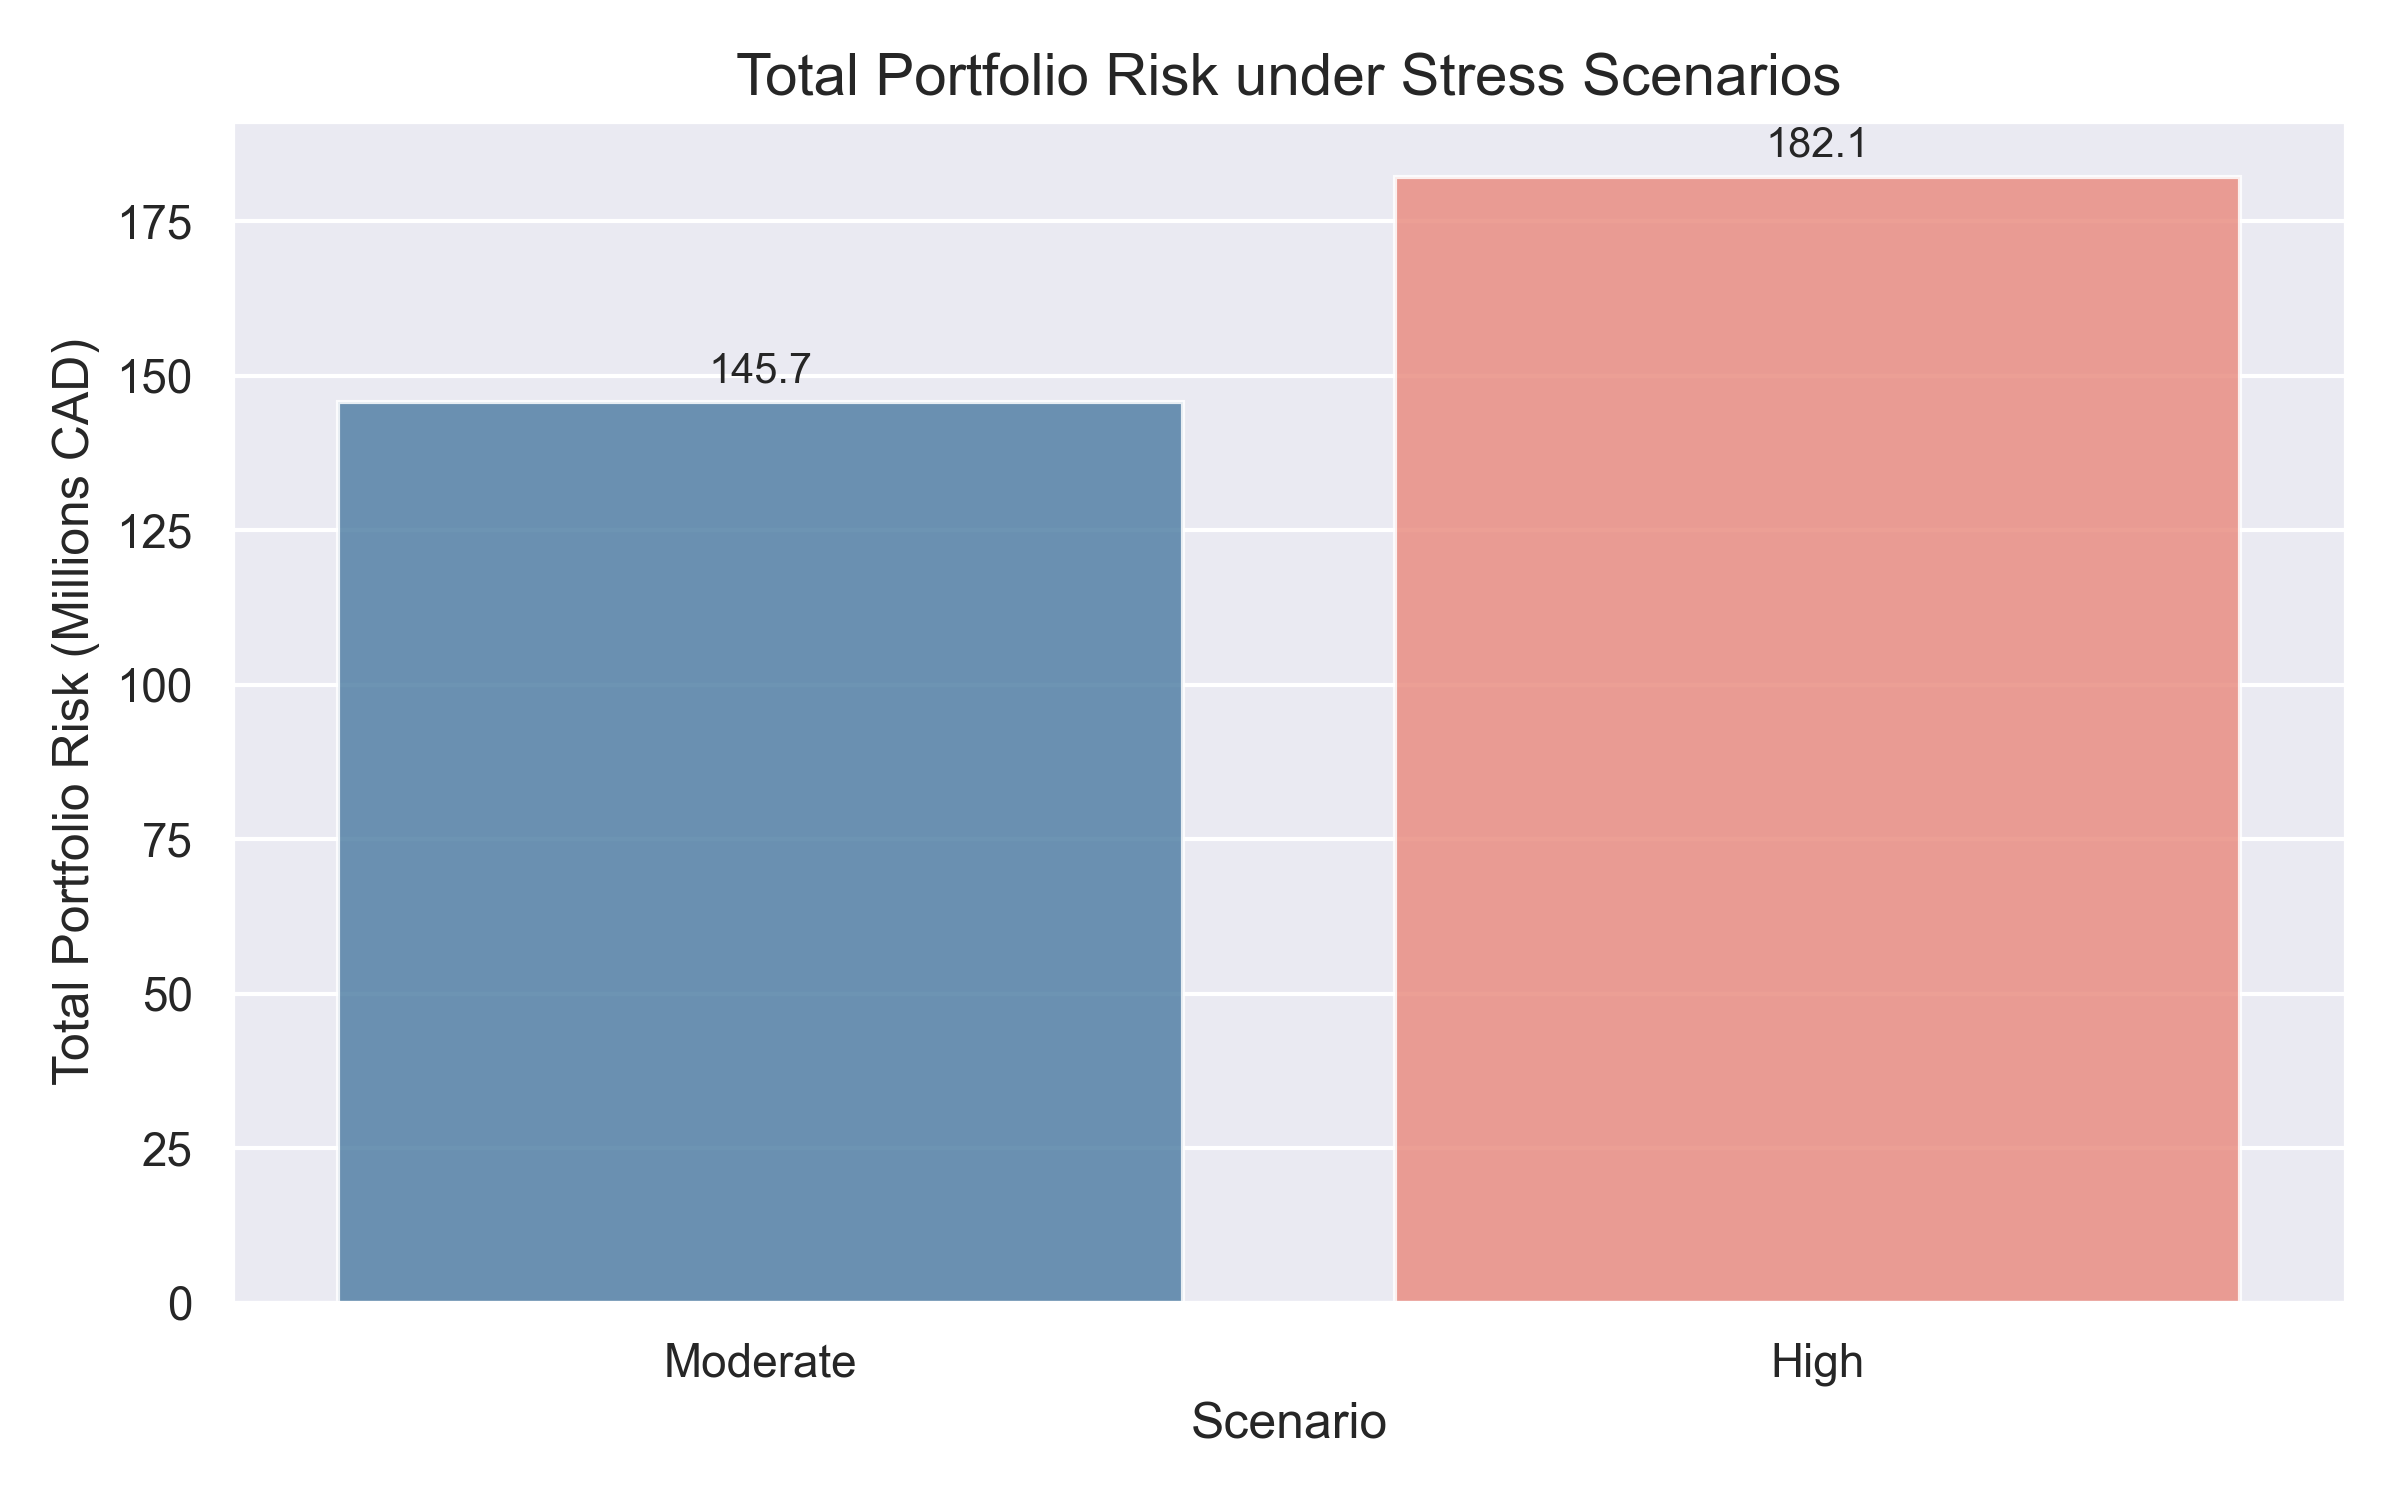 Total Portfolio Risk under Stress Scenarios
182.1
175
145.7
150
125
100
75
50
25
0
Total Portfolio Risk (Millions CAD)
Moderate
High
Scenario